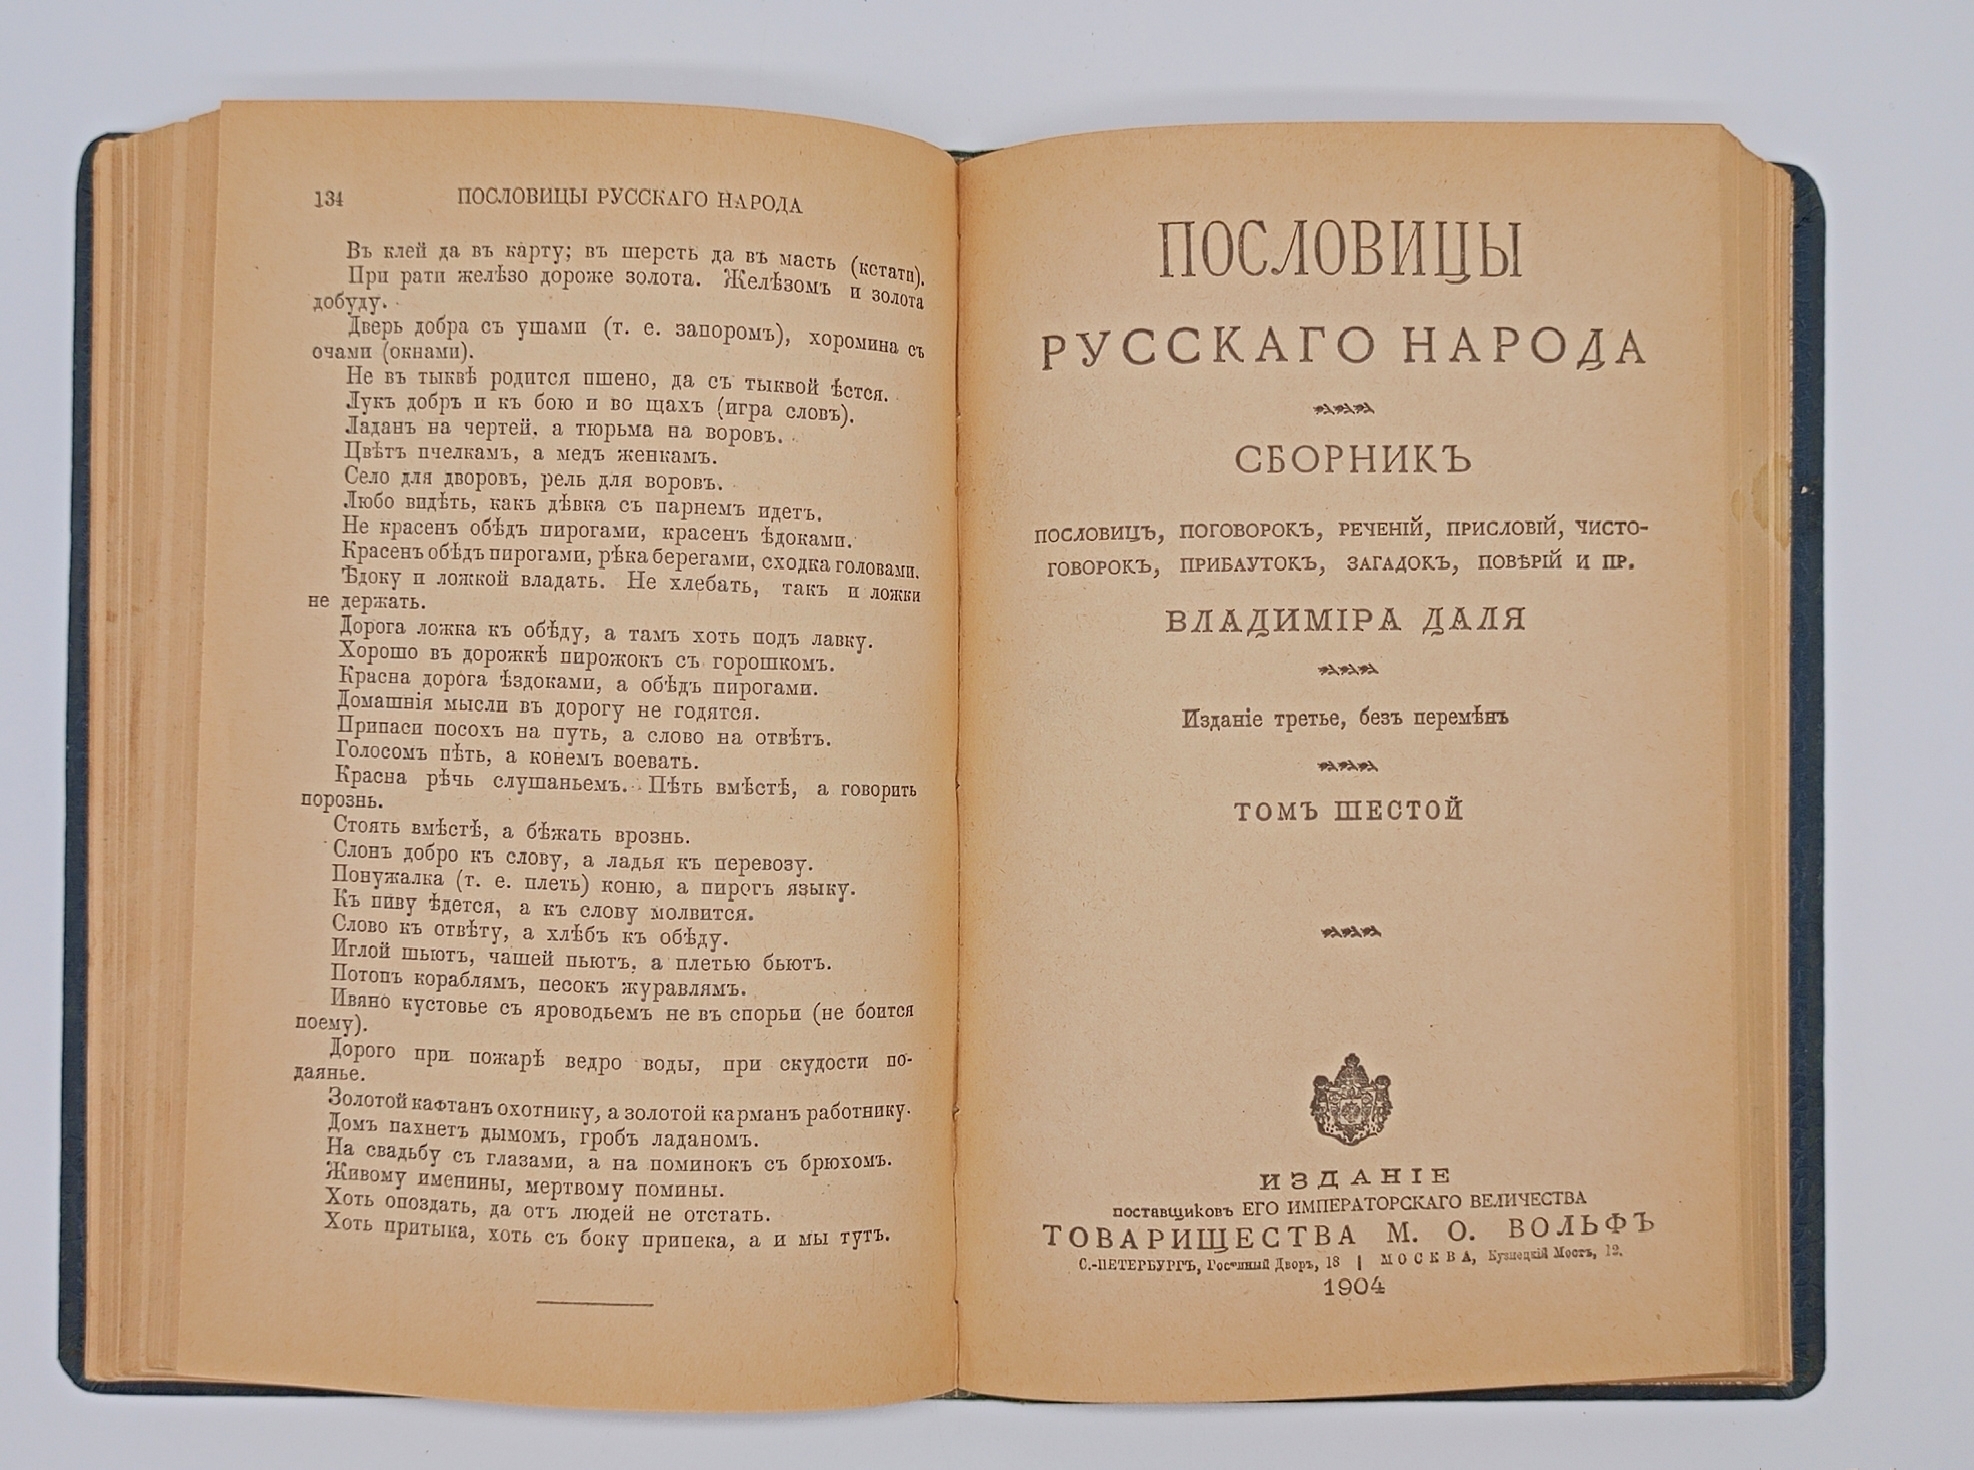 134 ПОСЛОВИЦЫ РУССКАГО НАРОДА
Въ клей да въ карту; въ шерсть да въ масть (кстати).
При рати желѣзо дороже золота. Желѣзомъ и золота
добуду.
Дверь добра съ ушами (т. е. запоромъ), хоромина съ
очами (окнами).
Не въ тыквѣ родится пшено, да съ тыквой ѣстся.
Лукъ добръ и къ бою и во щахъ (игра словъ).
Ладанъ на чертей, а тюрьма на воровъ.
Цвѣтъ пчелкамъ, а медъ женкамъ.
Село для дворовъ, рель для воровъ.
Любо видѣть, какъ дѣвка съ парнемъ идетъ.
Не красенъ обѣдъ пирогами, красенъ ѣдоками.
Красенъ обѣдъ пирогами, рѣка берегами, сходка головами.
Ѣдоку и ложкой владать. Не хлебать, такъ и ложки
не держать.
Дорога ложка къ обѣду, а тамъ хоть подъ лавку.
Хорошо въ дорожкѣ пирожокъ съ горошкомъ.
Красна дорога ѣздоками, а обѣдъ пирогами.
Домашнія мысли въ дорогу не годятся.
Припаси посохъ на путь, а слово на отвѣтъ.
Голосомъ пѣть, а конемъ воевать.
Красна рѣчь слушаньемъ. Пѣть вмѣстѣ, а говорить
порознь.
Стоять вмѣстѣ, а бѣжать врознь.
Слонъ добро къ слову, а ладья къ перевозу.
Понужалка (т. е. плеть) коню, а пирогъ языку.
Къ пиву ѣдется, а къ слову молвится.
Слово къ отвѣту, а хлѣбъ къ обѣду.
Иглой шьютъ, чашей пьютъ, а плетью бьютъ.
Потопъ кораблямъ, песокъ журавлямъ.
Ивяно кустовье съ яроводьемъ не въ спорьи (не боится
поему).
Дорого при пожарѣ ведро воды, при скудости по-
даянье.
Золотой кафтанъ охотнику, а золотой карманъ работнику.
Домъ пахнетъ дымомъ, гробъ ладаномъ.
На свадьбу съ глазами, а на поминокъ съ брюхомъ.
Живому именины, мертвому помины.
Хоть опоздать, да отъ людей не отстать.
Хоть притыка, хоть съ боку припека, а и мы тутъ.
ПОСЛОВИЦЫ
РУССКАГО НАРОДА
СБОРНИКЪ
ПОСЛОВИЦЪ, ПОГОВОРОКЪ, РЕЧЕНІЙ, ПРИСЛОВІЙ, ЧИСТО-
ГОВОРОКЪ, ПРИБАУТОКЪ, ЗАГАДОКЪ, ПОВѢРІЙ И ПР.
ВЛАДИМІРА ДАЛЯ
Изданіе третье, безъ перемѣнъ
ТОМЪ ШЕСТОЙ
ИЗДАНІЕ
поставщиковъ ЕГО ИМПЕРАТОРСКАГО ВЕЛИЧЕСТВА
ТОВАРИЩЕСТВА М. О. ВОЛЬФЪ
С.-ПЕТЕРБУРГЪ, Гостиный Дворъ, 18 | МОСКВА, Кузнецкій Мостъ, 12.
1904